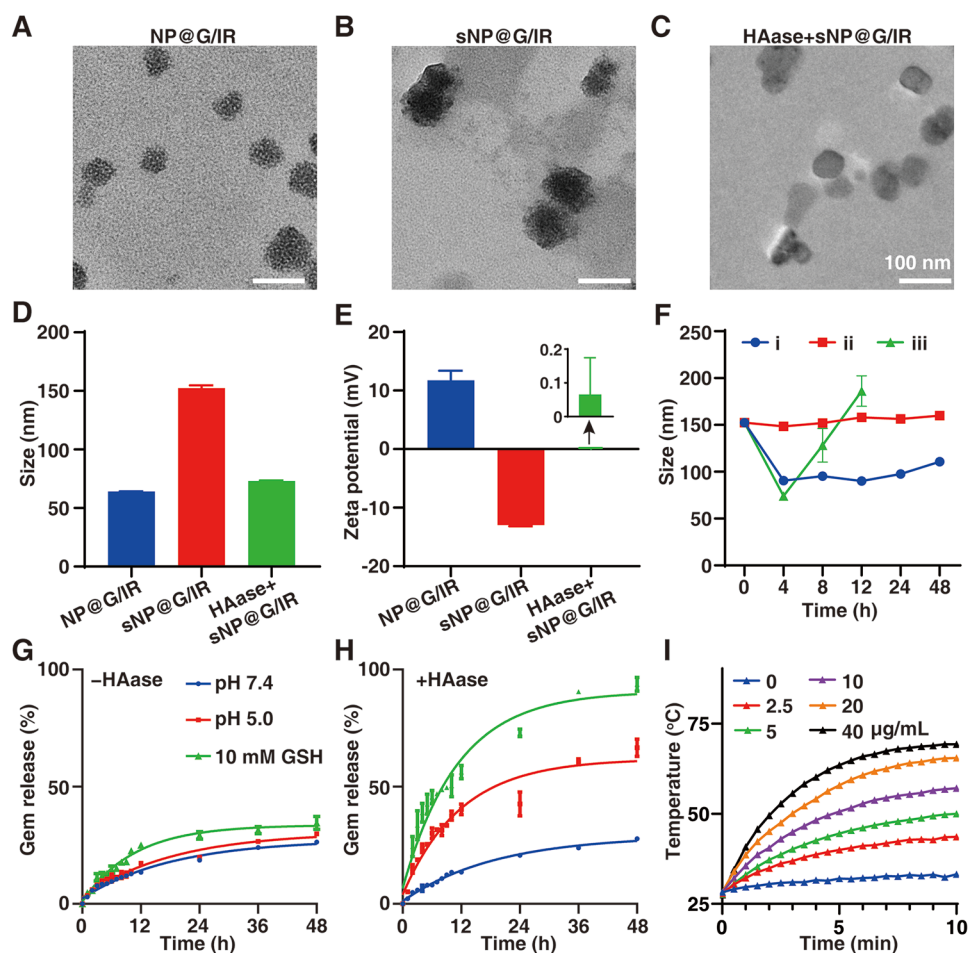 A
NP@G/IR
B
sNP@G/IR
C
HAase+sNP@G/IR
100 nm
D
Size (nm)
200
150
100
50
0
NP@G/IR
sNP@G/IR
HAase+
sNP@G/IR
E
Zeta potential (mV)
20
10
0
-10
-20
0.2
0.1
0
NP@G/IR
sNP@G/IR
HAase+
sNP@G/IR
F
i
ii
iii
Size (nm)
250
200
150
100
50
0
0 4 8 12 24 48
Time (h)
G
–HAase
pH 7.4
pH 5.0
10 mM GSH
Gem release (%)
100
50
0
0 12 24 36 48
Time (h)
H
+HAase
Gem release (%)
100
50
0
0 12 24 36 48
Time (h)
I
0
2.5
5
10
20
40 µg/mL
Temperature (°C)
75
50
25
0 5 10
Time (min)